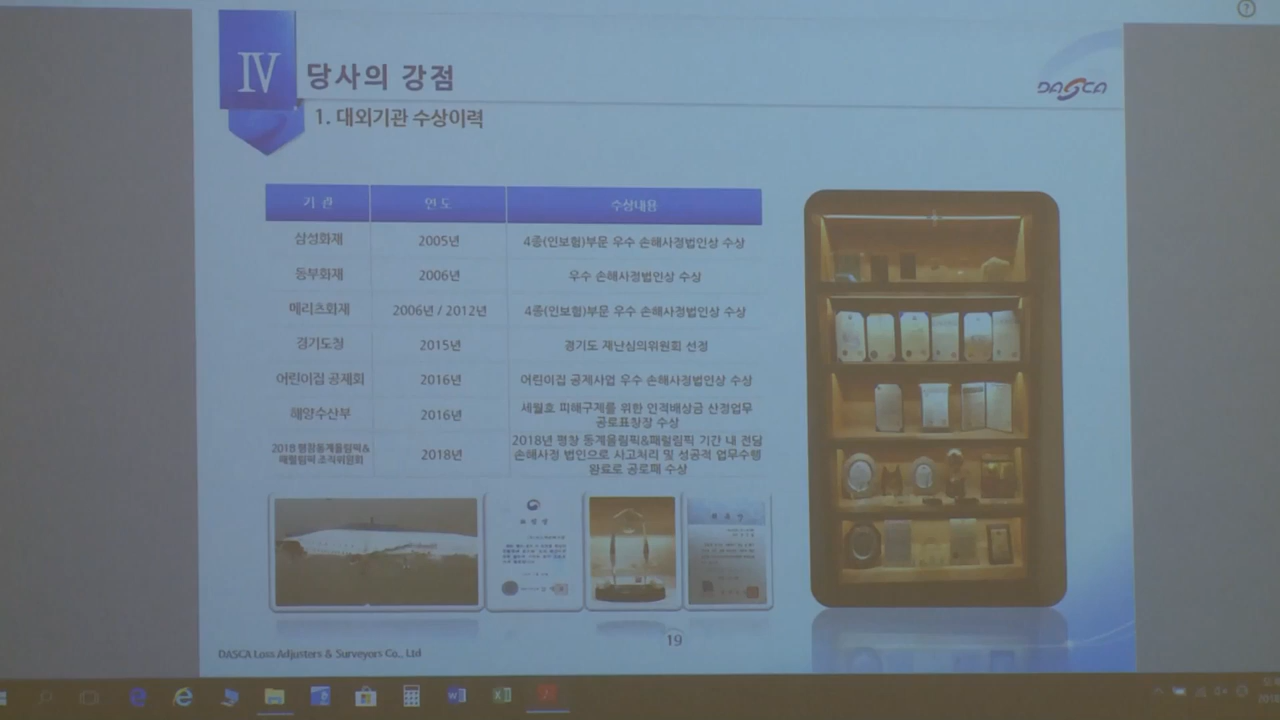 IV 당사의 강점
DASCA
1. 대외기관 수상이력
기 관 연 도 수상내용
삼성화재 2005년 4종(인보험)부문 우수 손해사정법인상 수상
동부화재 2006년 우수 손해사정법인상 수상
메리츠화재 2006년 / 2012년 4종(인보험)부문 우수 손해사정법인상 수상
경기도청 2015년 경기도 재난심의위원회 선정
어린이집 공제회 2016년 어린이집 공제사업 우수 손해사정법인상 수상
해양수산부 2016년 세월호 피해구제를 위한 인적배상금 산정업무
공로표창장 수상
2018 평창동계올림픽&
패럴림픽 조직위원회 2018년 2018년 평창 동계올림픽&패럴림픽 기간 내 전담
손해사정 법인으로 사고처리 및 성공적 업무수행
완료로 공로패 수상
표 창 장
19
DASCA Loss Adjusters & Surveyors Co., Ltd